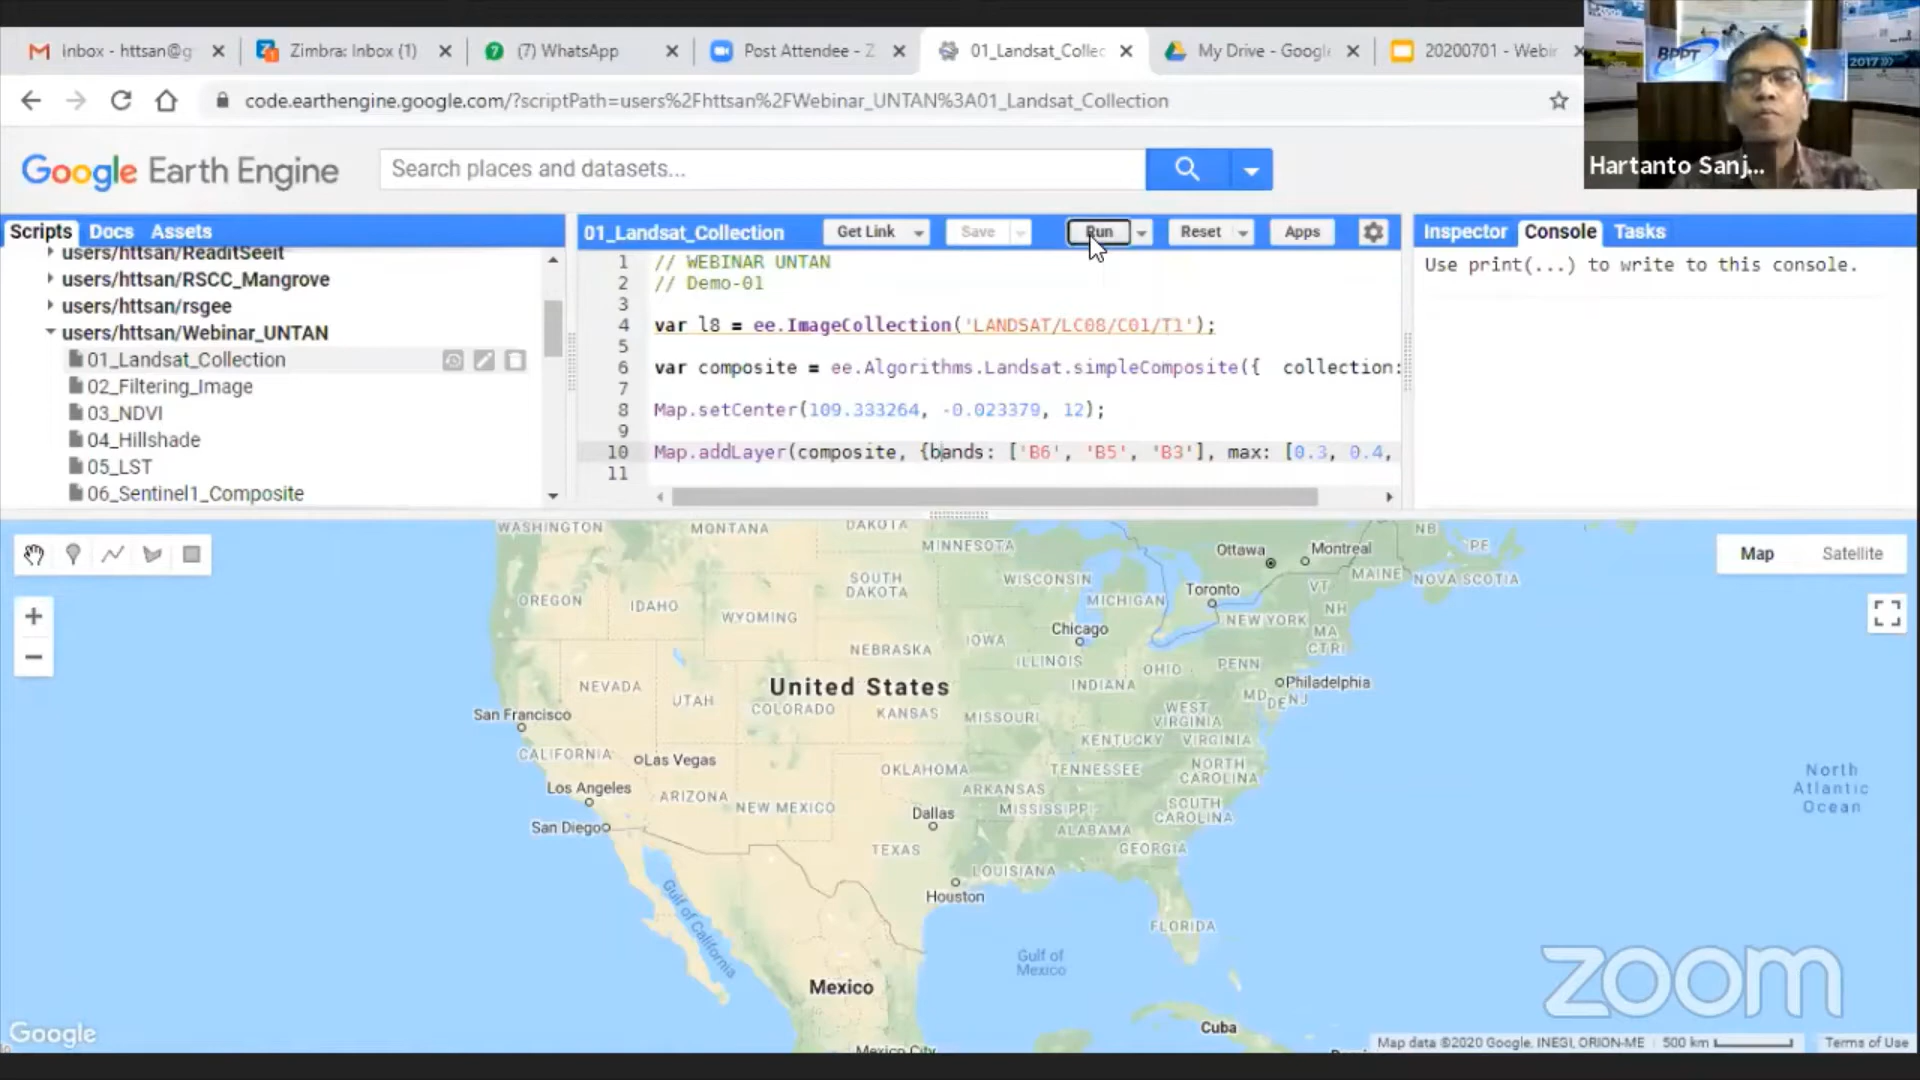 Inbox - httsan@g
Zimbra: Inbox (1)
(7) WhatsApp
Post Attendee - Z
01_Landsat_Collec
My Drive - Google
20200701 - Webin
code.earthengine.google.com/?scriptPath=users%2Fhttsan%2FWebinar_UNTAN%3A01_Landsat_Collection
BPPT
2017
Hartanto Sanj...
Google Earth Engine
Search places and datasets...
Scripts Docs Assets
users/httsan/ReaditSeeit
users/httsan/RSCC_Mangrove
users/httsan/rsgee
users/httsan/Webinar_UNTAN
01_Landsat_Collection
02_Filtering_Image
03_NDVI
04_Hillshade
05_LST
06_Sentinel1_Composite
01_Landsat_Collection Get Link Save Run Reset Apps
1 // WEBINAR UNTAN
2 // Demo-01
3
4 var l8 = ee.ImageCollection('LANDSAT/LC08/C01/T1');
5
6 var composite = ee.Algorithms.Landsat.simpleComposite({ collection:
7
8 Map.setCenter(109.333264, -0.023379, 12);
9
10 Map.addLayer(composite, {bands: ['B6', 'B5', 'B3'], max: [0.3, 0.4,
11
Inspector Console Tasks
Use print(...) to write to this console.
Map Satellite
WASHINGTON
MONTANA
DAKOTA
MINNESOTA
Ottawa
Montreal
NB
PE
MAINE
NOVA SCOTIA
OREGON
IDAHO
WYOMING
SOUTH
DAKOTA
WISCONSIN
MICHIGAN
Toronto
VT
NH
NEW YORK
MA
CT RI
Chicago
NEBRASKA
IOWA
ILLINOIS
INDIANA
OHIO
PENN
Philadelphia
MD
DE NJ
NEVADA
UTAH
United States
COLORADO
KANSAS
MISSOURI
WEST
VIRGINIA
KENTUCKY
VIRGINIA
San Francisco
CALIFORNIA
Las Vegas
Los Angeles
San Diego
ARIZONA
NEW MEXICO
OKLAHOMA
ARKANSAS
TENNESSEE
NORTH
CAROLINA
SOUTH
CAROLINA
MISSISSIPPI
ALABAMA
GEORGIA
Dallas
TEXAS
LOUISIANA
Houston
FLORIDA
North
Atlantic
Ocean
Gulf of California
Gulf of
Mexico
Mexico
Mexico City
Cuba
zoom
Google
Map data ©2020 Google, INEGI, ORION-ME 500 km Terms of Use